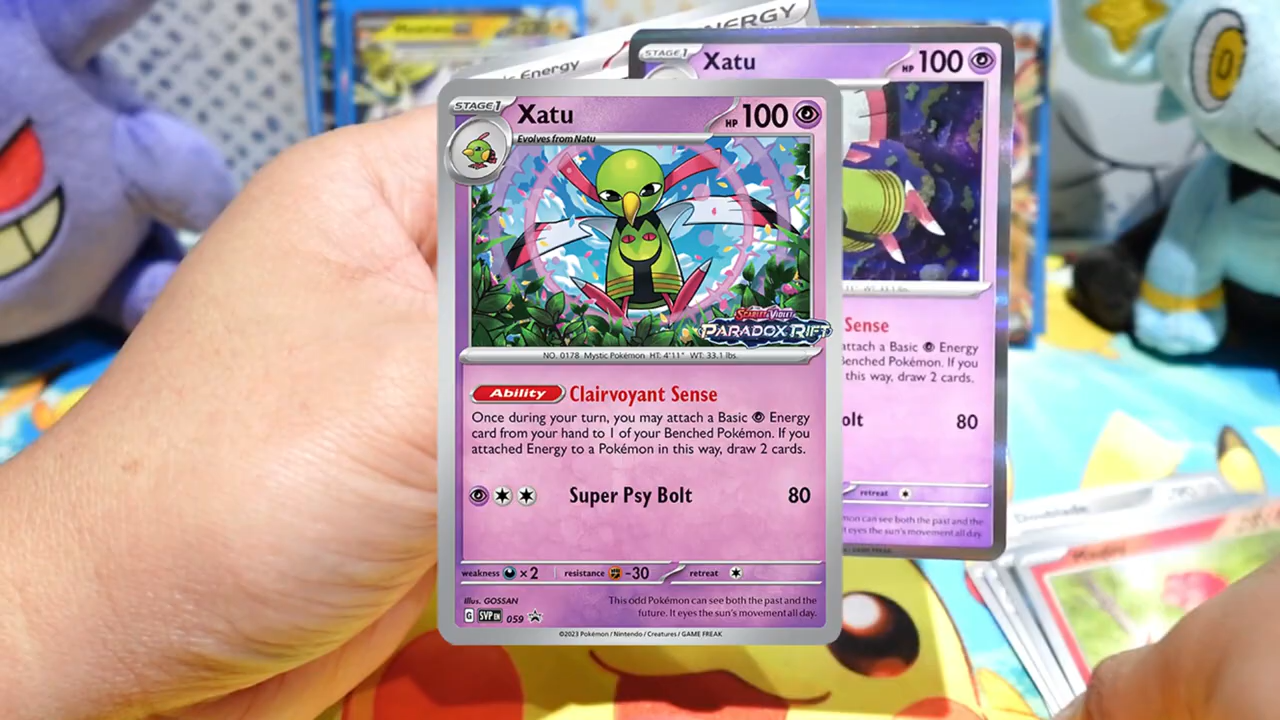 ENERGY
Energy
STAGE 1
Xatu
HP 100
Sense
attach a Basic Energy
Benched Pokémon. If you
this way, draw 2 cards.
olt 80
retreat
can see both the past and the
eyes the sun's movement all day.
STAGE 1
Xatu
HP 100
Evolves from Natu
SCARLET & VIOLET
PARADOX RIFT
NO. 0178 Mystic Pokémon HT: 4'11" WT: 33.1 lbs.
Ability Clairvoyant Sense
Once during your turn, you may attach a Basic Energy
card from your hand to 1 of your Benched Pokémon. If you
attached Energy to a Pokémon in this way, draw 2 cards.
Super Psy Bolt 80
weakness ×2 resistance -30 retreat
Illus. GOSSAN
This odd Pokémon can see both the past and the
future. It eyes the sun's movement all day.
G SVP EN 059
©2023 Pokémon / Nintendo / Creatures / GAME FREAK